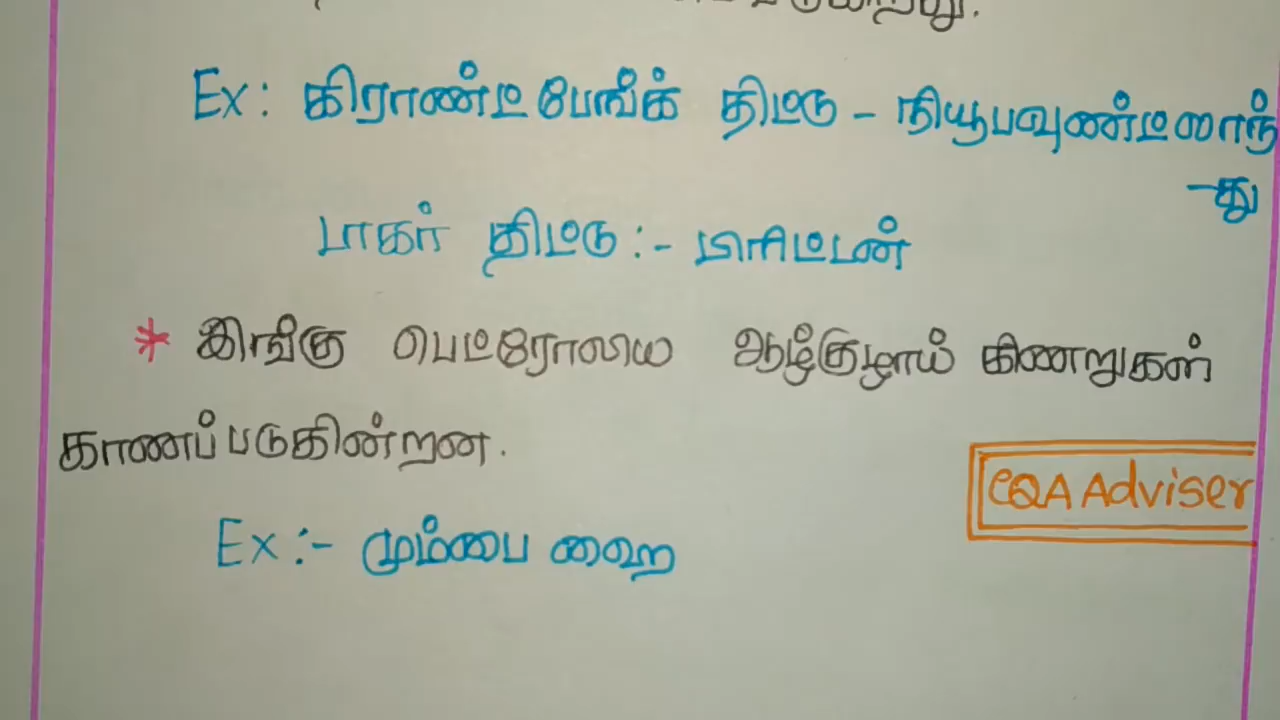 Ex: கிராண்ட் பேங்க் திட்டு - நியூபவுண்ட்லாந்
-து
டாகர் திட்டு :- பிரிட்டன்
* இங்கு பெட்ரோலிய ஆழ்குழாய் கிணறுகள்
காணப்படுகின்றன.
CQA Adviser
Ex :- மும்பை ஹை